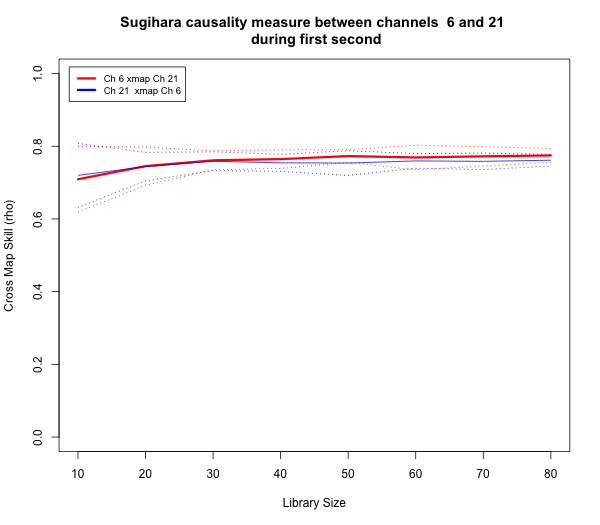 Sugihara causality measure between channels  6 and 21
during first second
Ch 6 xmap Ch 21
Ch 21  xmap Ch 6
Cross Map Skill (rho)
1.0
0.8
0.6
0.4
0.2
0.0
10 20 30 40 50 60 70 80
Library Size